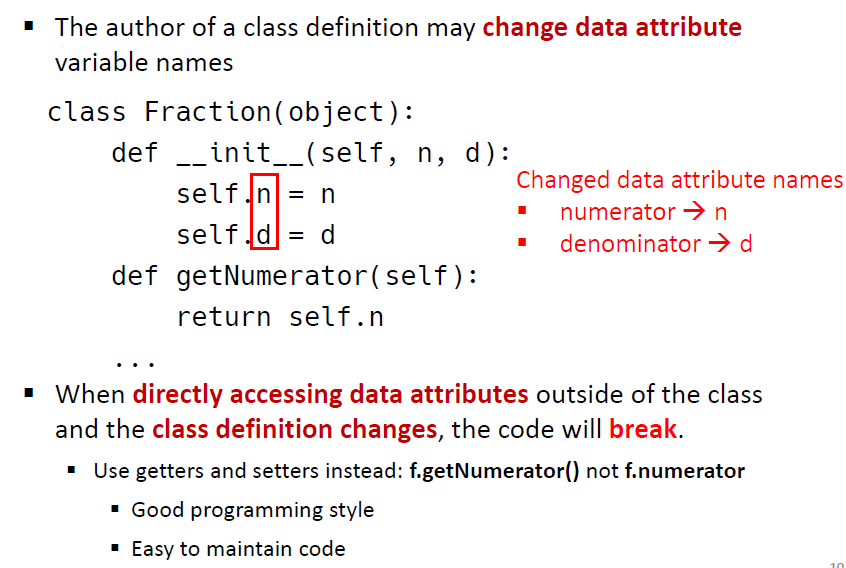 ▪ The author of a class definition may change data attribute
variable names
class Fraction(object):
    def __init__(self, n, d):
        self.n = n
        self.d = d
Changed data attribute names
▪ numerator → n
▪ denominator → d
    def getNumerator(self):
        return self.n
    ...
▪ When directly accessing data attributes outside of the class
and the class definition changes, the code will break.
▪ Use getters and setters instead: f.getNumerator() not f.numerator
▪ Good programming style
▪ Easy to maintain code